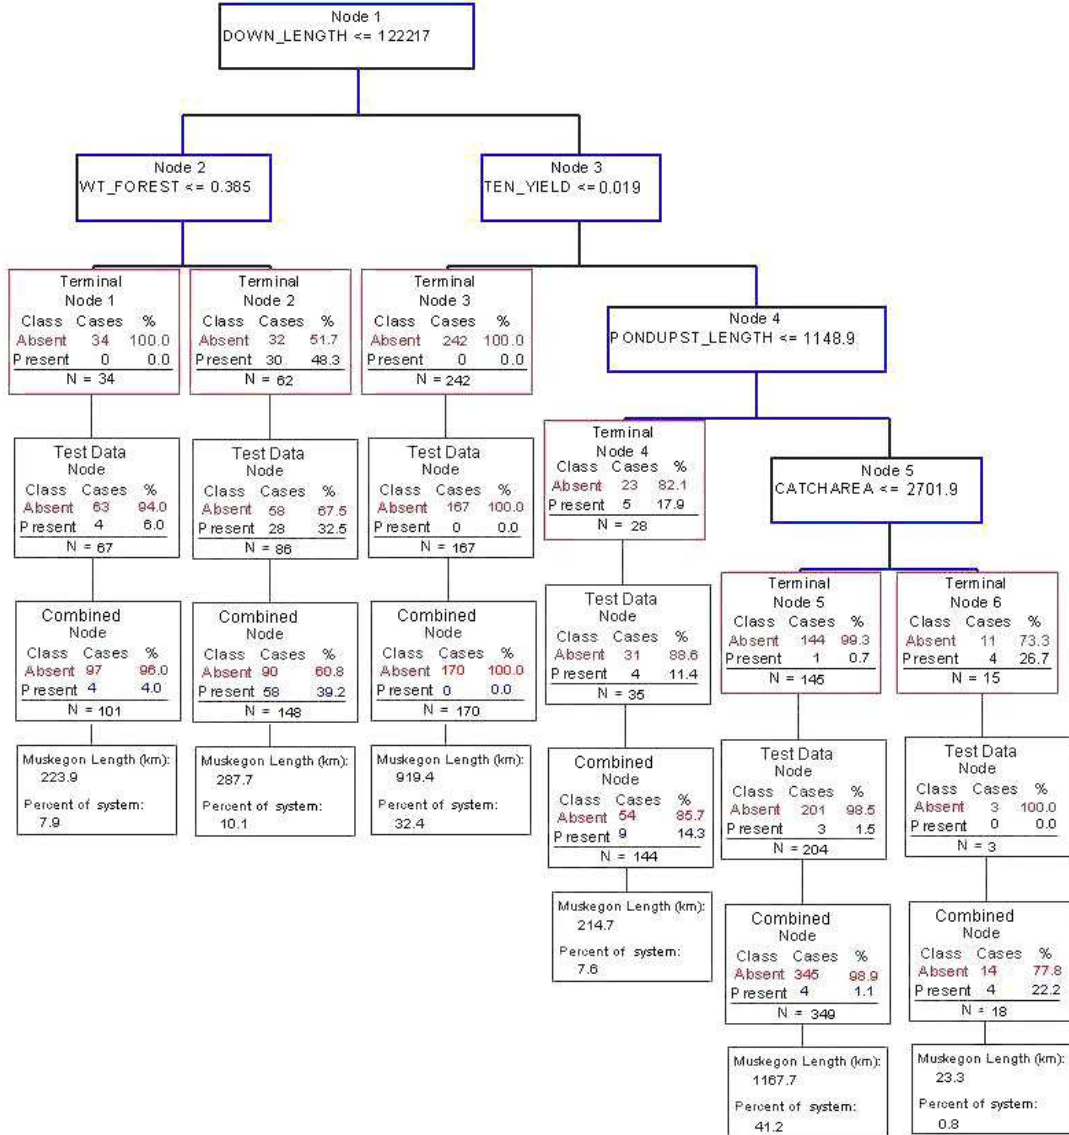 Node 1
DOWN_LENGTH <= 122217
Node 2
WT_FOREST <= 0.385
Node 3
TEN_YIELD <= 0.019
Terminal
Node 1
Class Cases %
Absent 34 100.0
Present 0 0.0
N = 34
Terminal
Node 2
Class Cases %
Absent 32 51.7
Present 30 48.3
N = 62
Terminal
Node 3
Class Cases %
Absent 242 100.0
Present 0 0.0
N = 242
Node 4
PONDUPST_LENGTH <= 1148.9
Test Data
Node
Class Cases %
Absent 63 94.0
Present 4 6.0
N = 67
Test Data
Node
Class Cases %
Absent 58 67.5
Present 28 32.5
N = 86
Test Data
Node
Class Cases %
Absent 167 100.0
Present 0 0.0
N = 167
Terminal
Node 4
Class Cases %
Absent 23 82.1
Present 5 17.9
N = 28
Node 5
CATCHAREA <= 2701.9
Combined
Node
Class Cases %
Absent 97 96.0
Present 4 4.0
N = 101
Combined
Node
Class Cases %
Absent 90 60.8
Present 58 39.2
N = 148
Combined
Node
Class Cases %
Absent 170 100.0
Present 0 0.0
N = 170
Test Data
Node
Class Cases %
Absent 31 88.6
Present 4 11.4
N = 35
Terminal
Node 5
Class Cases %
Absent 144 99.3
Present 1 0.7
N = 145
Terminal
Node 6
Class Cases %
Absent 11 73.3
Present 4 26.7
N = 15
Muskegon Length (km):
223.9
Percent of system:
7.9
Muskegon Length (km):
287.7
Percent of system:
10.1
Muskegon Length (km):
919.4
Percent of system:
32.4
Combined
Node
Class Cases %
Absent 54 85.7
Present 9 14.3
N = 144
Test Data
Node
Class Cases %
Absent 201 98.5
Present 3 1.5
N = 204
Test Data
Node
Class Cases %
Absent 3 100.0
Present 0 0.0
N = 3
Muskegon Length (km):
214.7
Percent of system:
7.6
Combined
Node
Class Cases %
Absent 345 98.9
Present 4 1.1
N = 349
Combined
Node
Class Cases %
Absent 14 77.8
Present 4 22.2
N = 18
Muskegon Length (km):
1167.7
Percent of system:
41.2
Muskegon Length (km):
23.3
Percent of system:
0.8